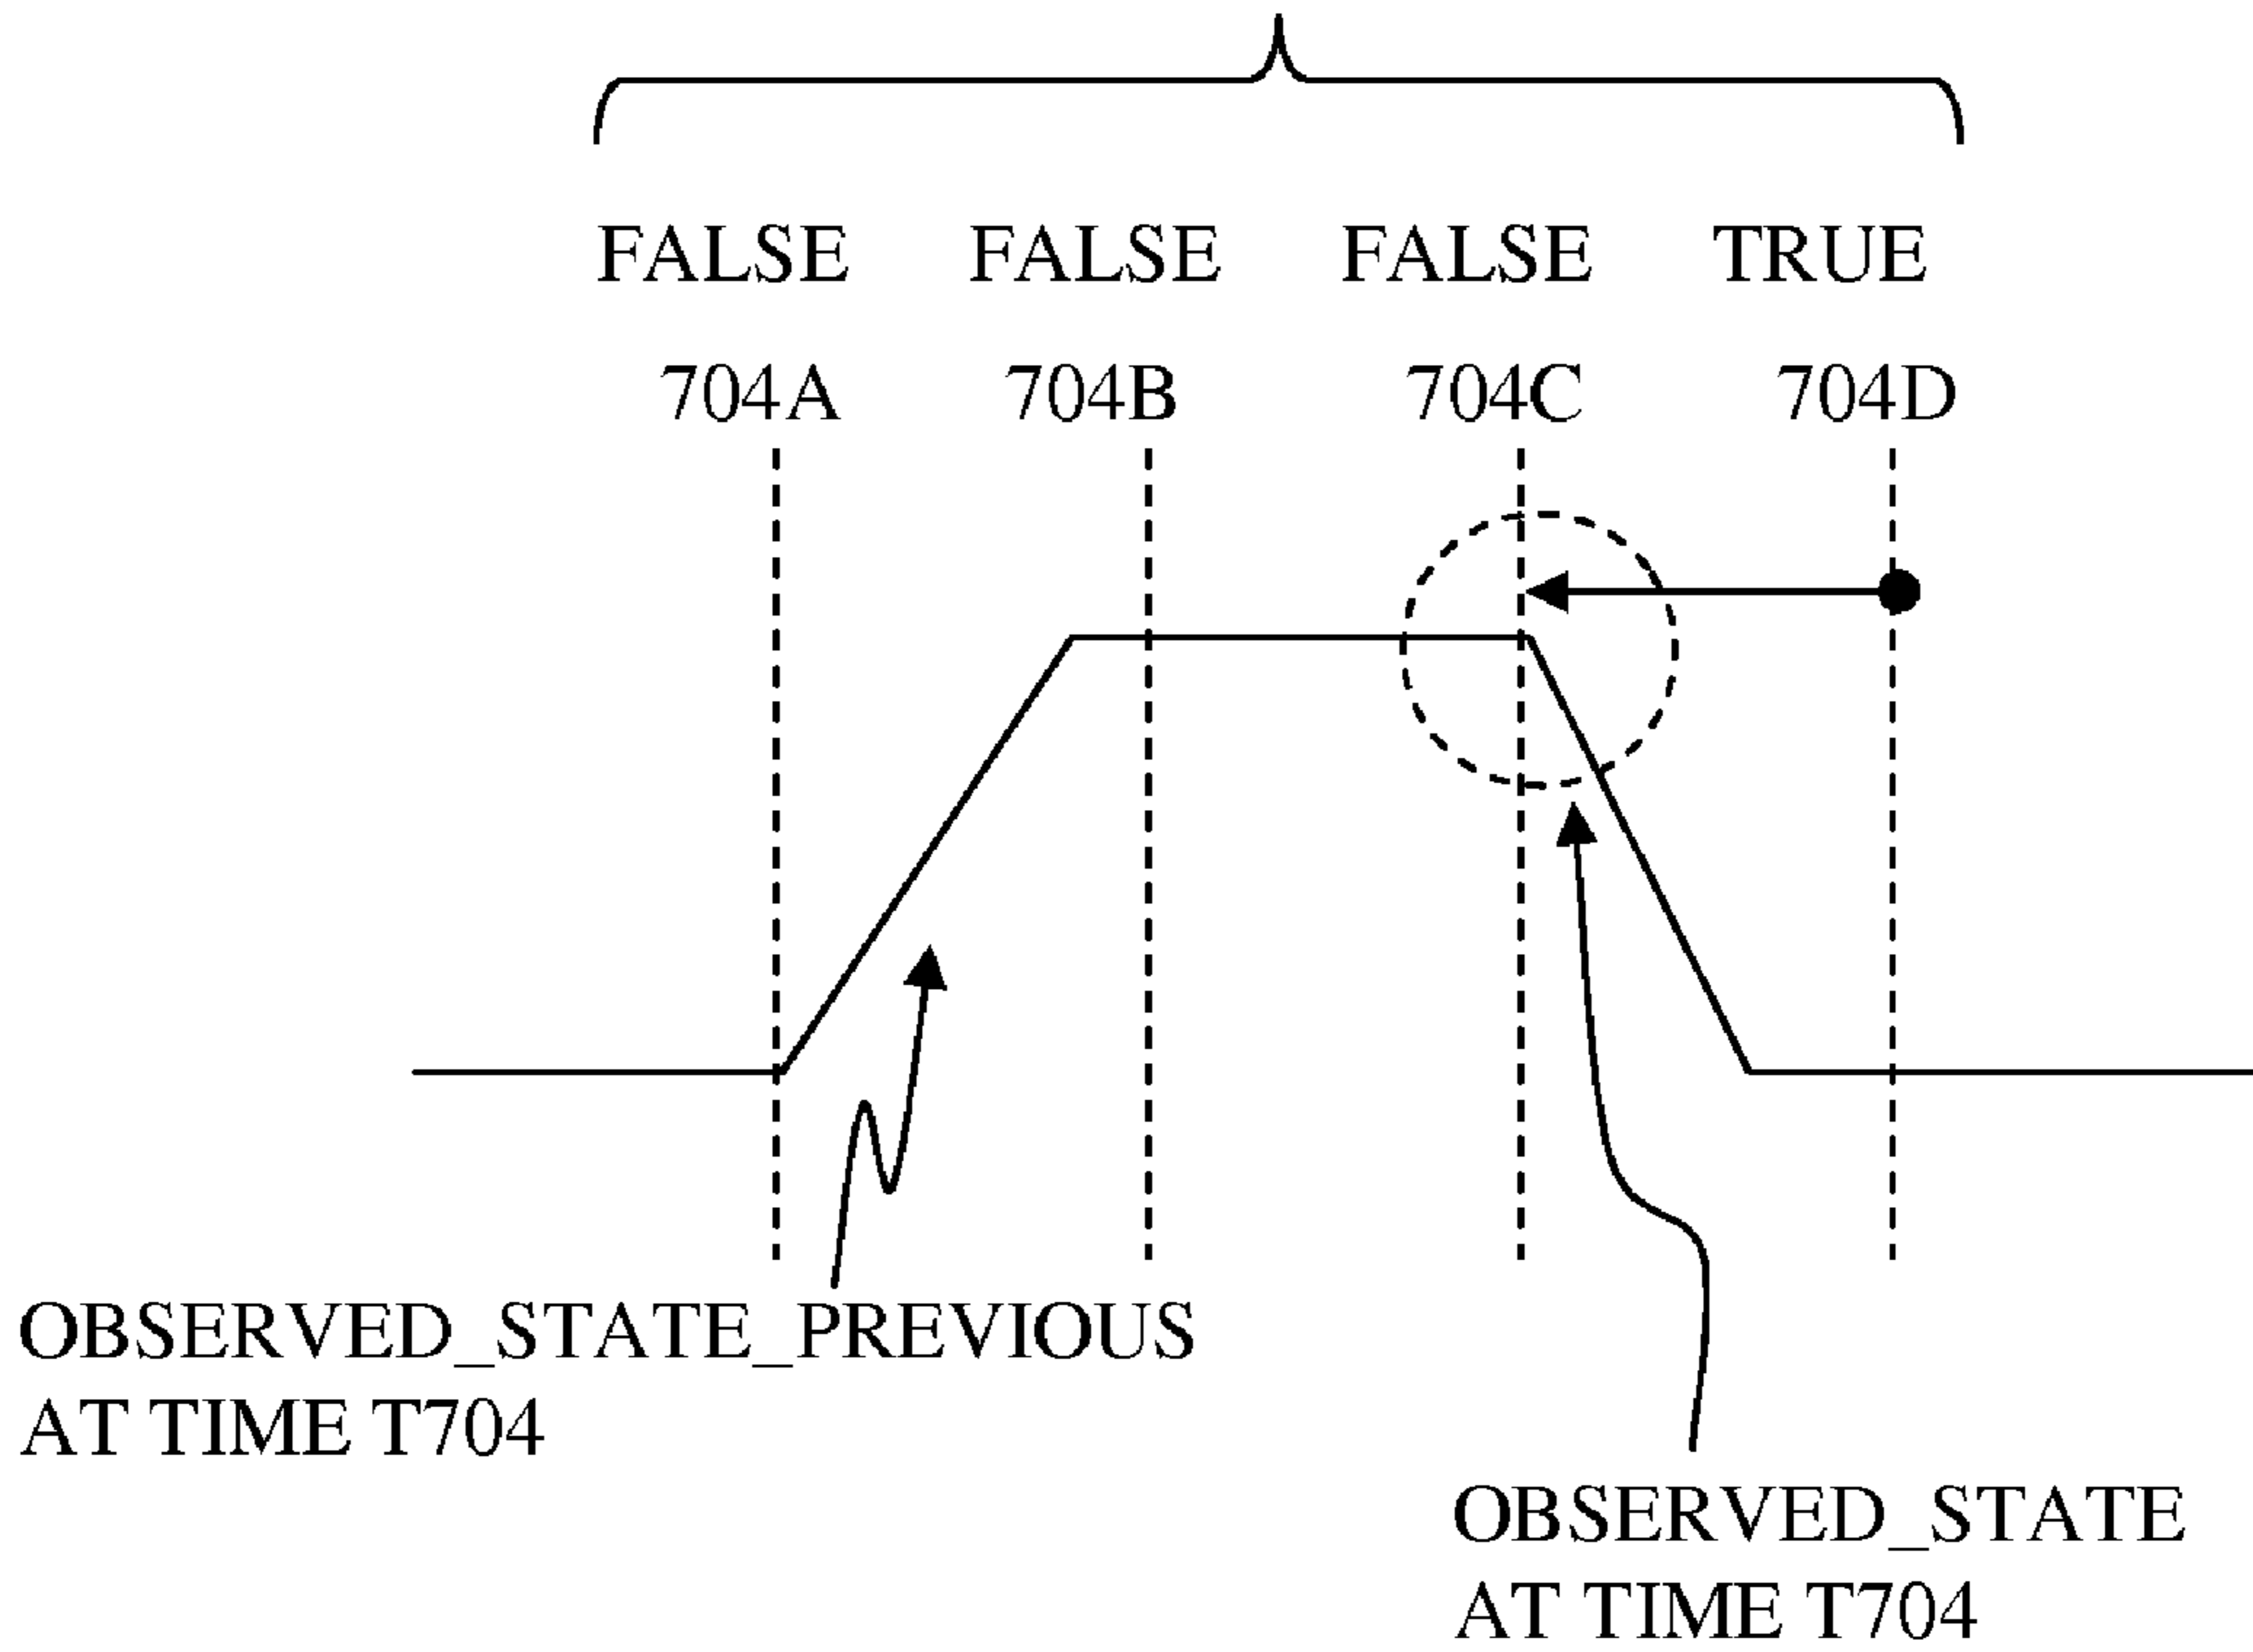 FALSE FALSE FALSE TRUE
704A 704B 704C 704D
OBSERVED_STATE_PREVIOUS
AT TIME T704
OBSERVED_STATE
AT TIME T704